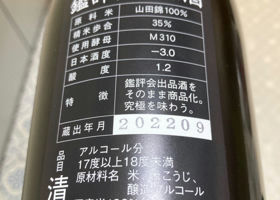 鑑評
酒
原料米 山田錦100%
精米歩合 35%
使用酵母 M310
日本酒度 -3.0
酸度 1.2
特徴 鑑評会出品酒を
そのまま商品化。
究極を味わう。
蔵出年月 202209
品目 清
アルコール分
17度以上18度未満
原材料名 米、米こうじ、
醸造アルコール